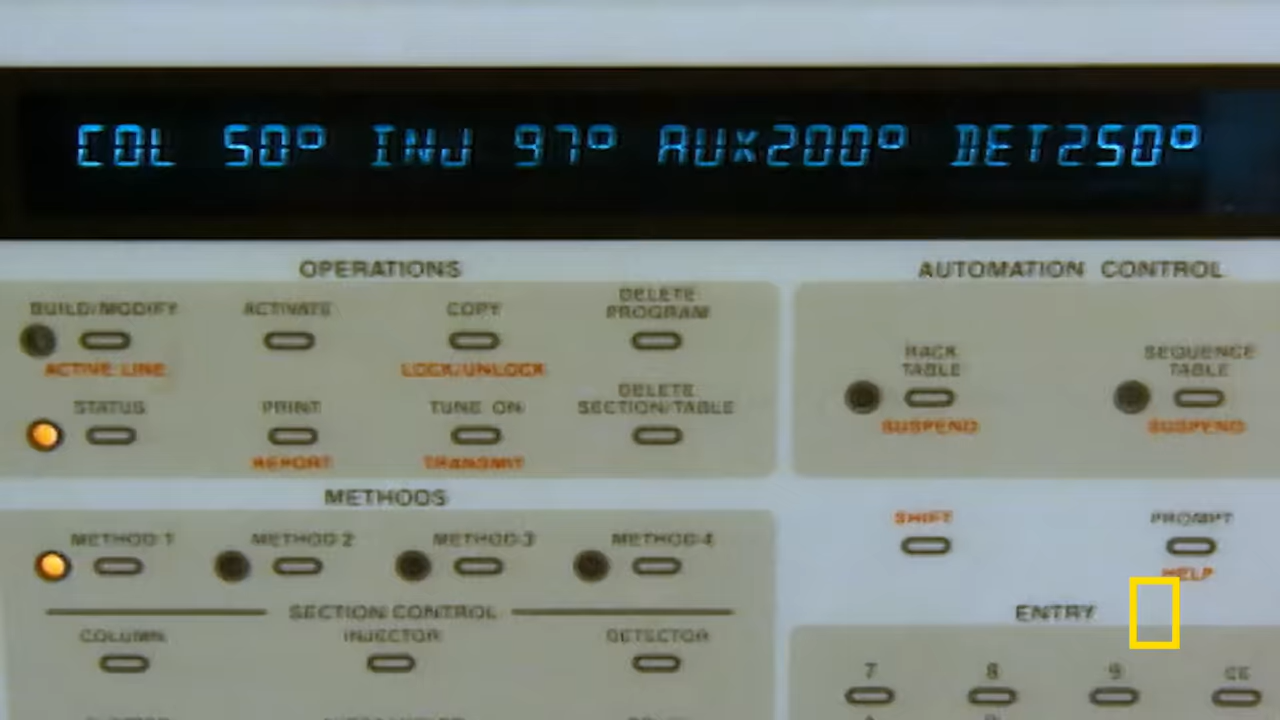 COL 50° INJ 97° AUX200° DET250°
OPERATIONS
AUTOMATION CONTROL
BUILD/MODIFY
ACTIVATE
COPY
DELETE
PROGRAM
ACTIVE LINE
LOCK/UNLOCK
RACK
TABLE
SEQUENCE
TABLE
STATUS
PRINT
TUNE ON
DELETE
SECTION/TABLE
SUSPEND
SUSPEND
REPORT
TRANSMIT
METHODS
SHIFT
PROMPT
HELP
METHOD 1
METHOD 2
METHOD 3
METHOD 4
SECTION CONTROL
ENTRY
COLUMN
INJECTOR
DETECTOR
7
8
9
CE